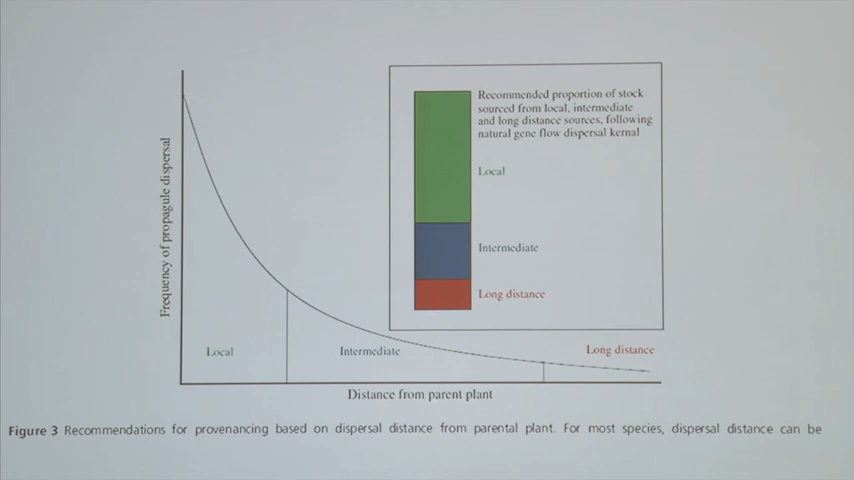 Recommended proportion of stock
sourced from local, intermediate
and long distance sources, following
natural gene flow dispersal kernal
Local
Intermediate
Long distance
Frequency of propagule dispersal
Local
Intermediate
Long distance
Distance from parent plant
Figure 3 Recommendations for provenancing based on dispersal distance from parental plant. For most species, dispersal distance can be